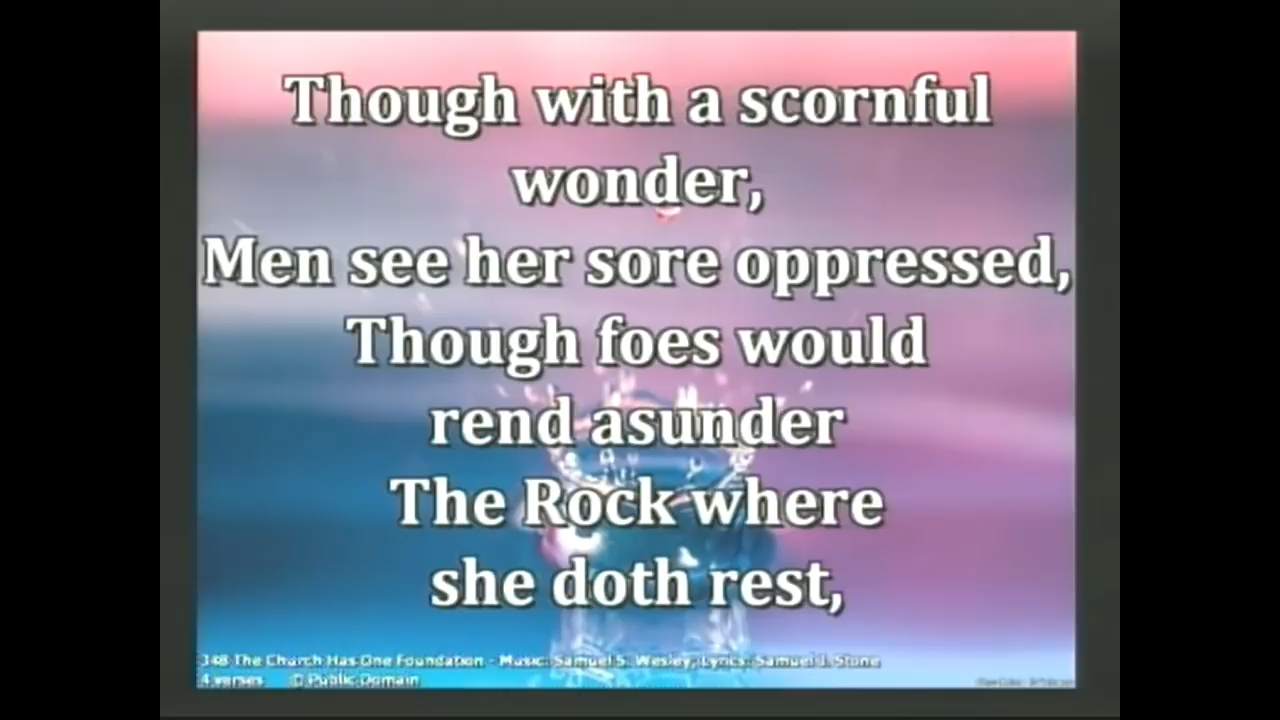 Though with a scornful
wonder,
Men see her sore oppressed,
Though foes would
rend asunder
The Rock where
she doth rest,
348 The Church Has One Foundation - Music: Samuel S. Wesley, Lyrics: Samuel J. Stone
4 verses © Public Domain